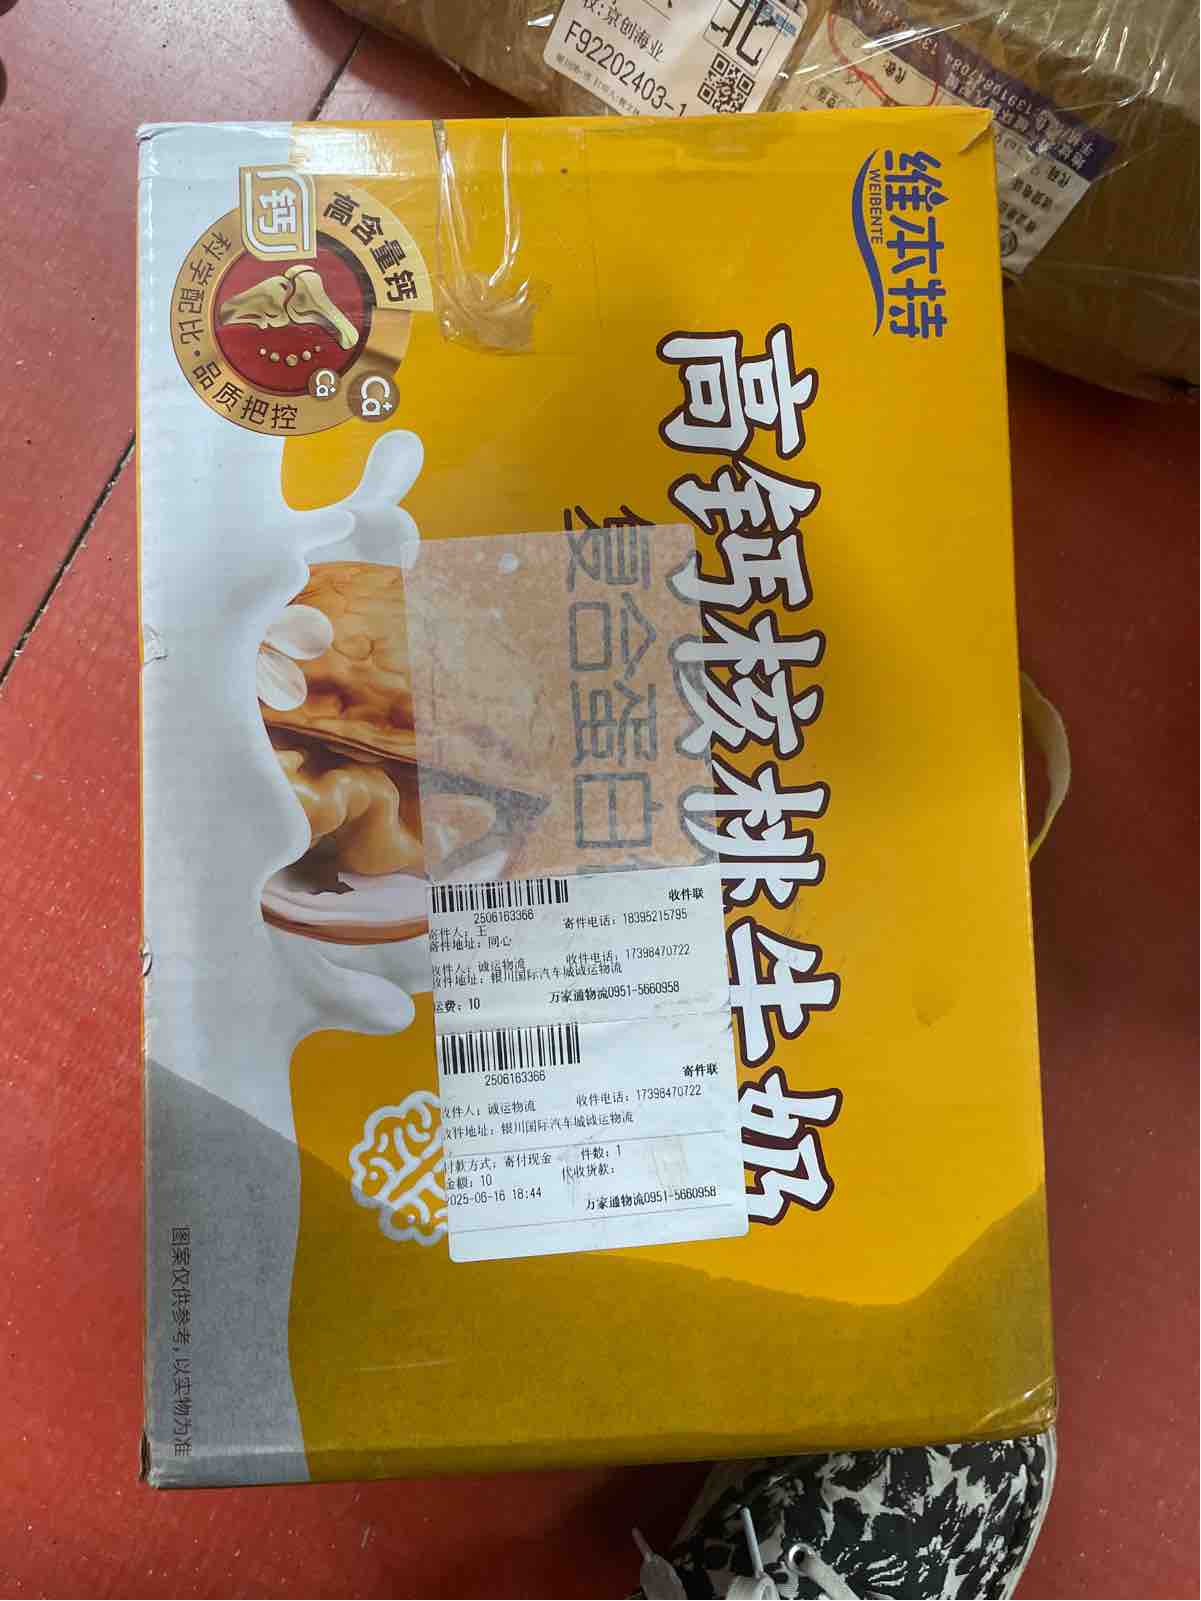 权:京创海业
北
F92202403-1
维本特
WEIBENTE
高含量钙
钙
科学配比·品质把控
Ca
Ca+
高钙核桃牛奶
复合蛋白
2506163366
收件联
寄件人：王
寄件电话：18395215795
寄件地址：同心
收件人：诚运物流
收件电话：17398470722
收件地址：银川国际汽车城诚运物流
运费：10
万家通物流0951-5660958
2506163366
寄件联
收件人：诚运物流
收件电话：17398470722
收件地址：银川国际汽车城诚运物流
付款方式：寄付现金
件数：1
金额：10
代收货款：
2025-06-16 18:44
万家通物流0951-5660958
图案仅供参考，以实物为准